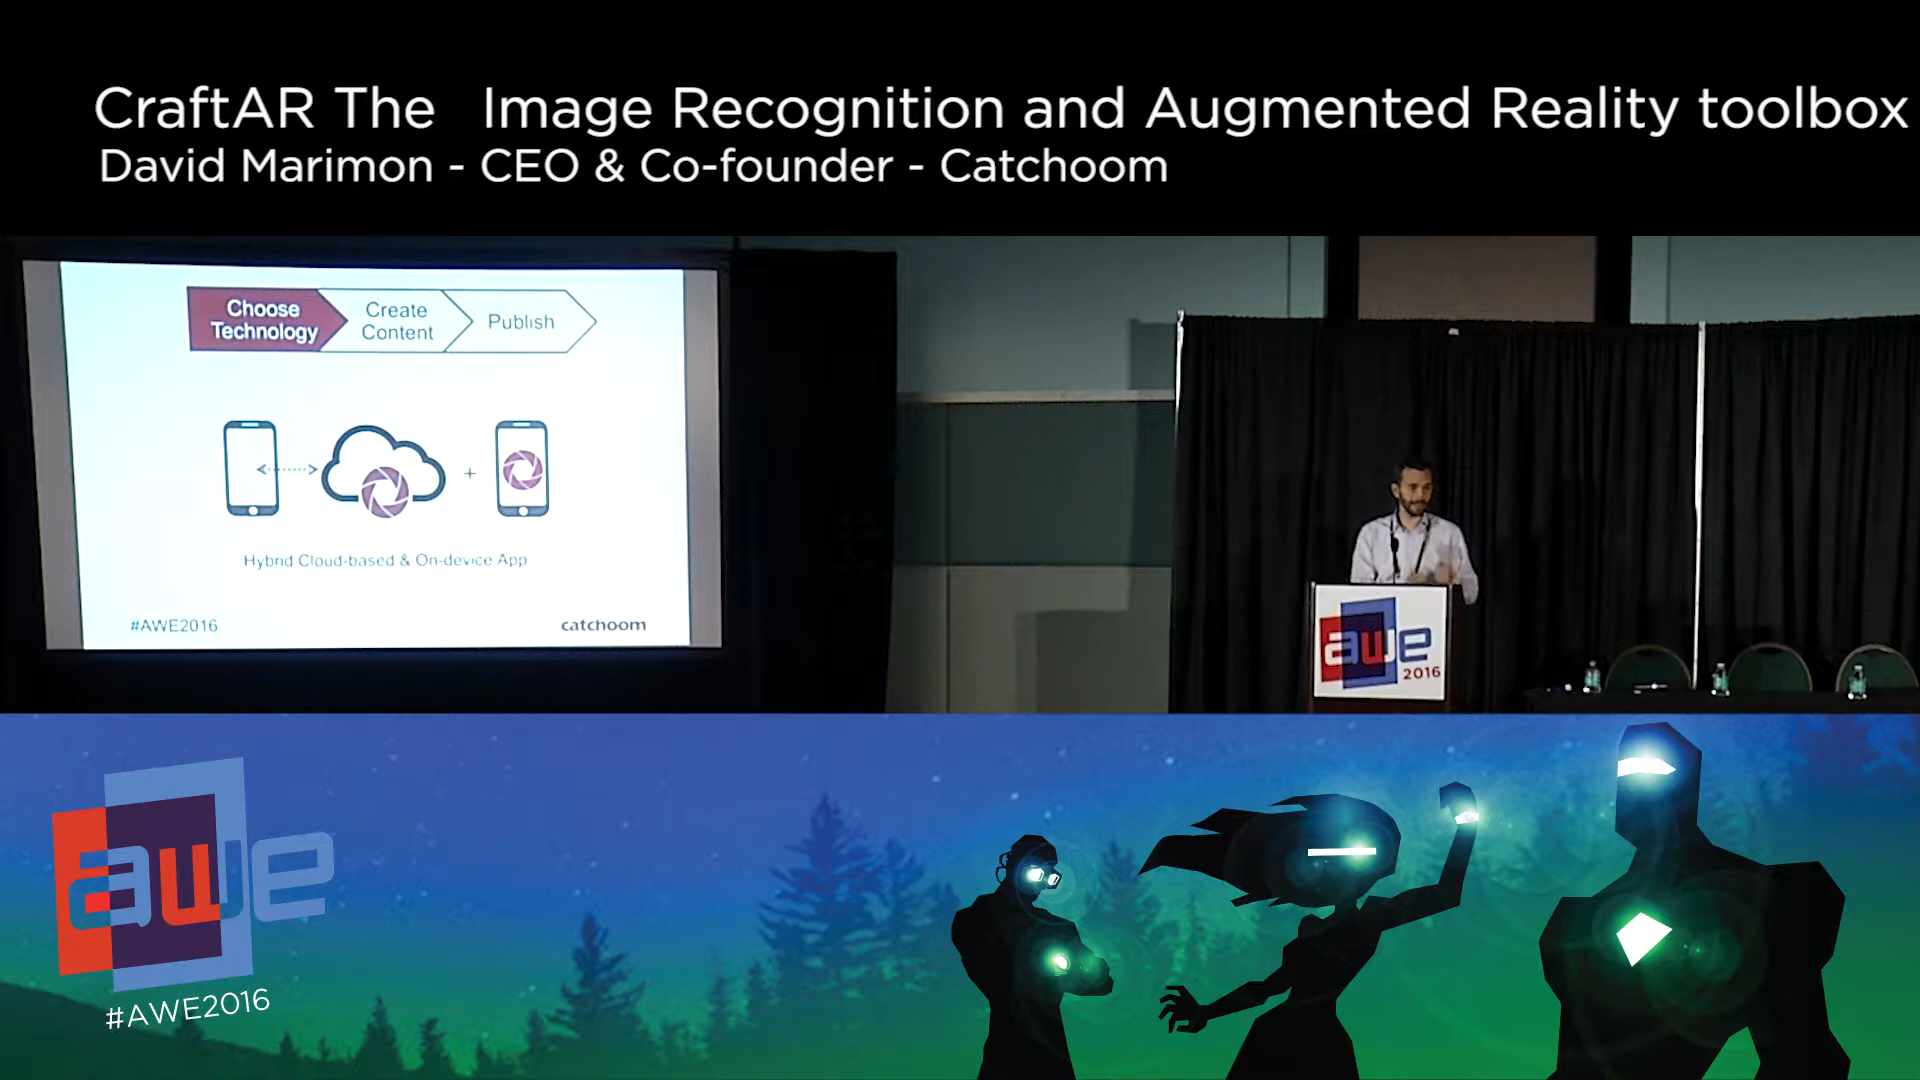 CraftAR The Image Recognition and Augmented Reality toolbox
David Marimon - CEO & Co-founder - Catchoom
Choose
Technology
Create
Content
Publish
+
Hybrid Cloud-based & On-device App
#AWE2016
catchoom
awe
2016
awe
#AWE2016